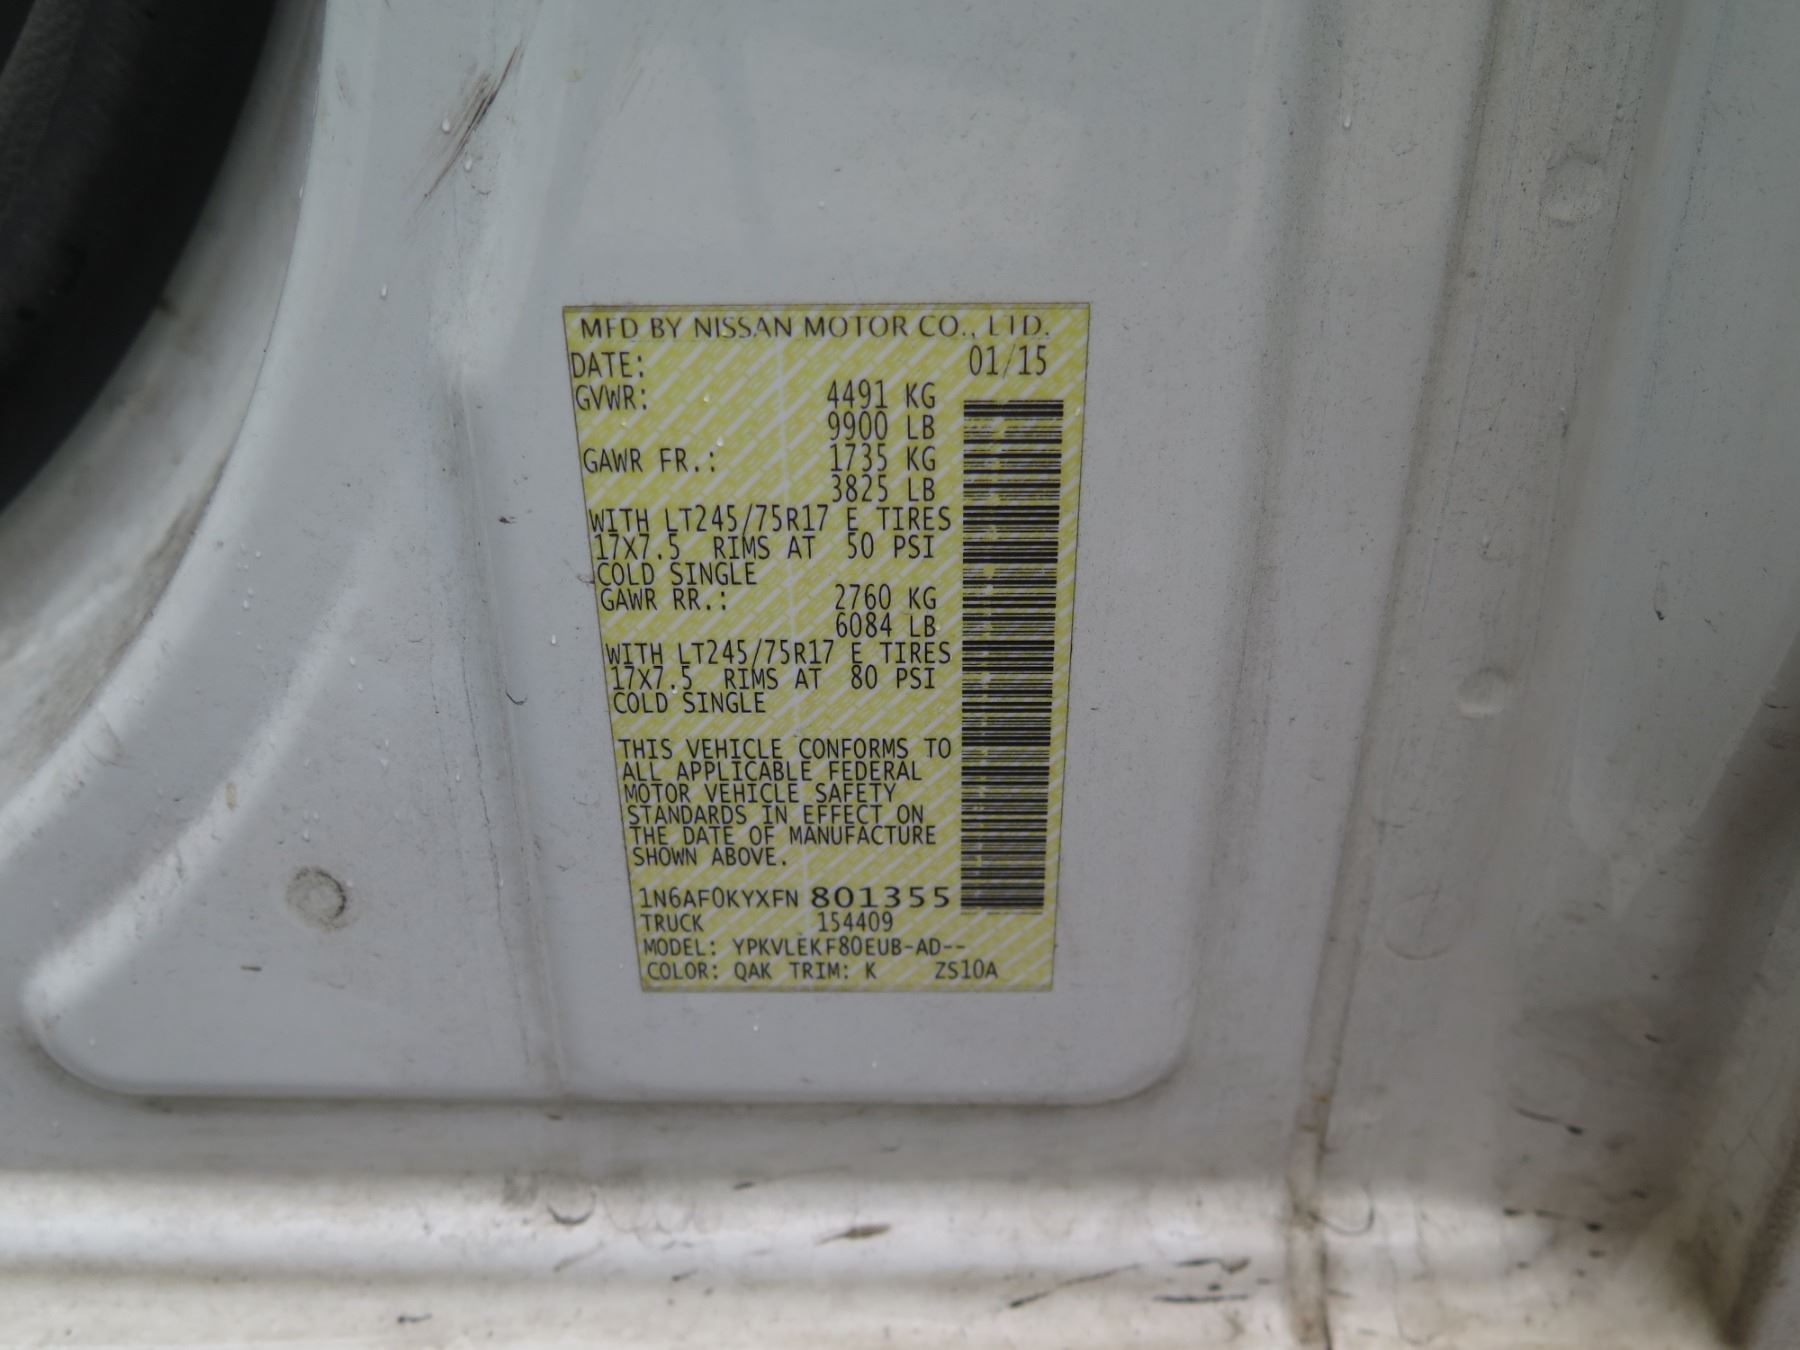 MFD BY NISSAN MOTOR CO., LTD.
DATE: 01/15
GVWR: 4491 KG
9900 LB
GAWR FR.: 1735 KG
3825 LB
WITH LT245/75R17 E TIRES
17X7.5 RIMS AT 50 PSI
COLD SINGLE
GAWR RR.: 2760 KG
6084 LB
WITH LT245/75R17 E TIRES
17X7.5 RIMS AT 80 PSI
COLD SINGLE
THIS VEHICLE CONFORMS TO
ALL APPLICABLE FEDERAL
MOTOR VEHICLE SAFETY
STANDARDS IN EFFECT ON
THE DATE OF MANUFACTURE
SHOWN ABOVE.
1N6AF0KYXFN 801355
TRUCK 154409
MODEL: YPKVLEKF80EUB-AD--
COLOR: QAK TRIM: K ZS10A